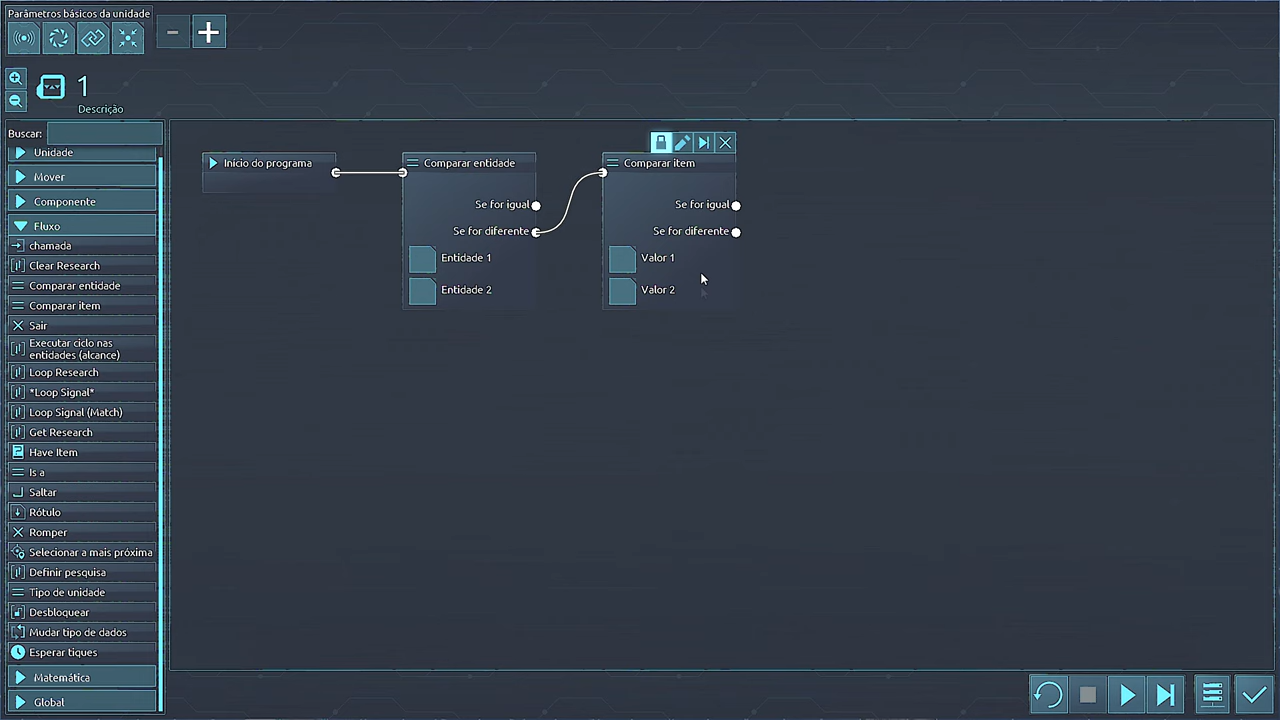 Parâmetros básicos da unidade
1
Descrição
Buscar:
Unidade
Mover
Componente
Fluxo
chamada
Clear Research
Comparar entidade
Comparar item
Sair
Executar ciclo nas
entidades (alcance)
Loop Research
*Loop Signal*
Loop Signal (Match)
Get Research
Have Item
Is a
Saltar
Rótulo
Romper
Selecionar a mais próxima
Definir pesquisa
Tipo de unidade
Desbloquear
Mudar tipo de dados
Esperar tiques
Matemática
Global
Início do programa
Comparar entidade
Se for igual
Se for diferente
Entidade 1
Entidade 2
Comparar item
Se for igual
Se for diferente
Valor 1
Valor 2